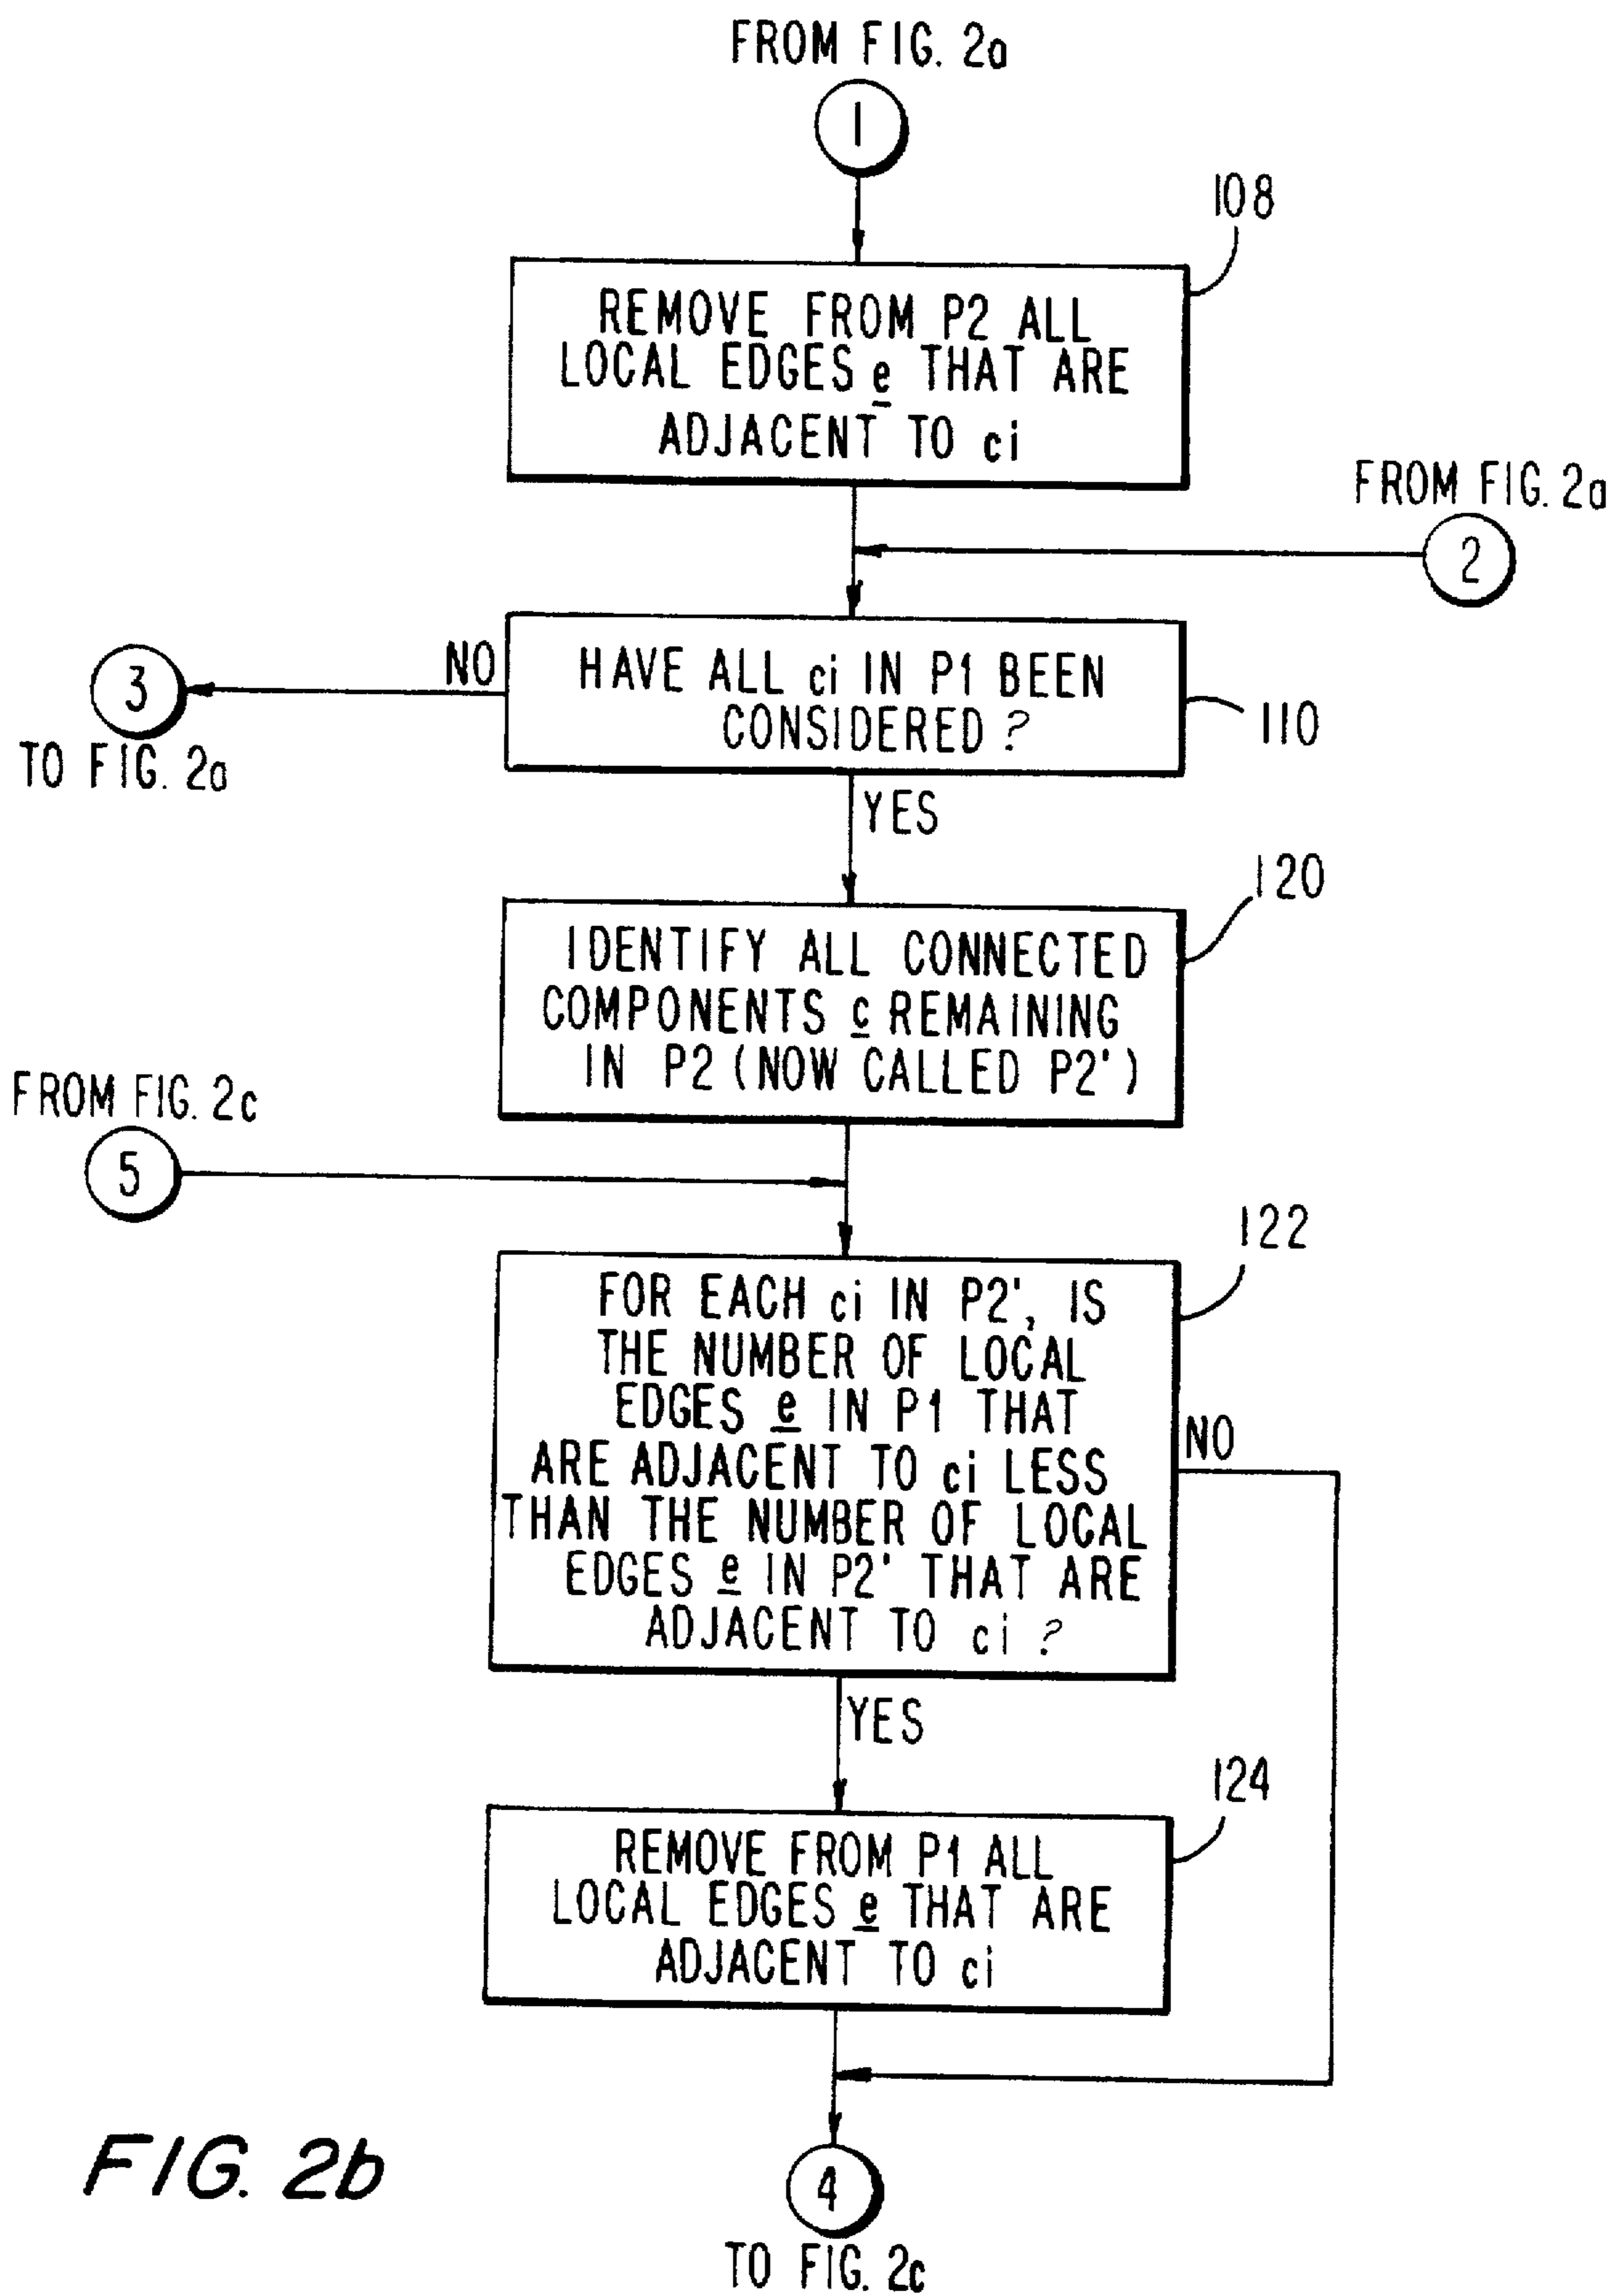 FROM FIG. 2a
1
108
REMOVE FROM P2 ALL
LOCAL EDGES e THAT ARE
ADJACENT TO ci
FROM FIG. 2a
2
3
NO
HAVE ALL ci IN P1 BEEN
CONSIDERED ?
110
TO FIG. 2a
YES
120
IDENTIFY ALL CONNECTED
COMPONENTS c REMAINING
IN P2 (NOW CALLED P2')
FROM FIG. 2c
5
122
FOR EACH ci IN P2', IS
THE NUMBER OF LOCAL
EDGES e IN P1 THAT
ARE ADJACENT TO ci LESS
THAN THE NUMBER OF LOCAL
EDGES e IN P2' THAT ARE
ADJACENT TO ci ?
NO
YES
124
REMOVE FROM P1 ALL
LOCAL EDGES e THAT ARE
ADJACENT TO ci
FIG. 2b
4
TO FIG. 2c